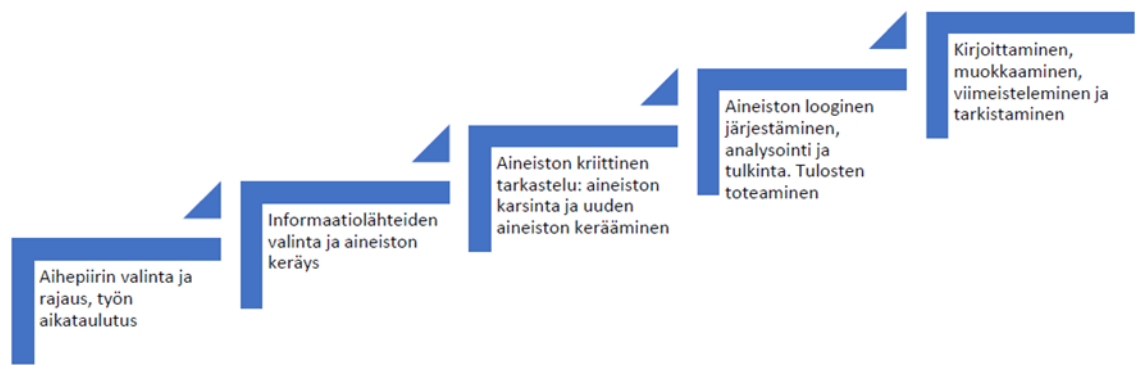 Aihepiirin valinta ja
rajaus, työn
aikataulutus
Informaatiolähteiden
valinta ja aineiston
keräys
Aineiston kriittinen
tarkastelu: aineiston
karsinta ja uuden
aineiston kerääminen
Aineiston looginen
järjestäminen,
analysointi ja
tulkinta. Tulosten
toteaminen
Kirjoittaminen,
muokkaaminen,
viimeisteleminen ja
tarkistaminen